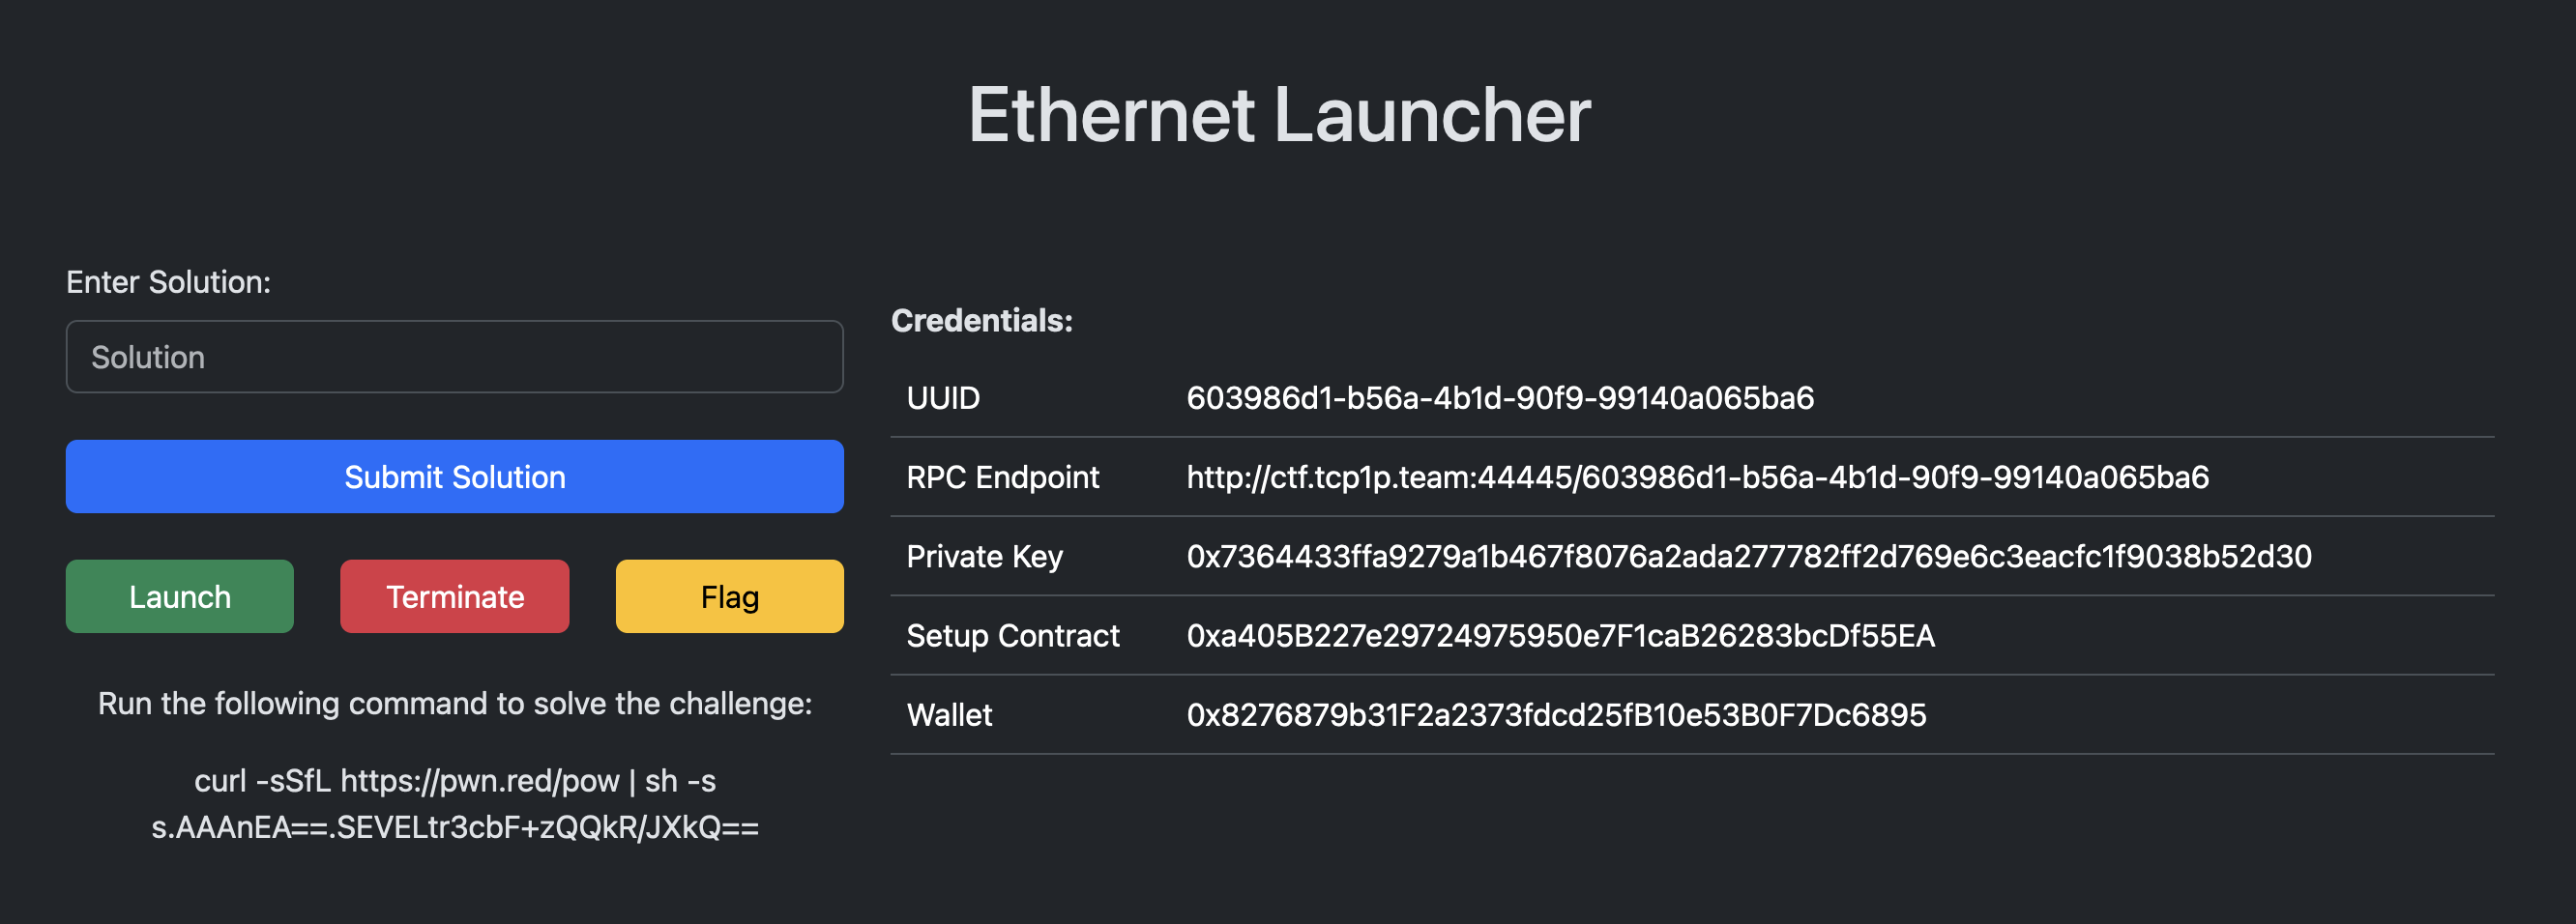 Ethernet Launcher
Enter Solution:
Solution
Submit Solution
Launch
Terminate
Flag
Run the following command to solve the challenge:
curl -sSfL https://pwn.red/pow | sh -s
s.AAAnEA==.SEVELtr3cbF+zQQkR/JXkQ==
Credentials:
UUID 603986d1-b56a-4b1d-90f9-99140a065ba6
RPC Endpoint http://ctf.tcp1p.team:44445/603986d1-b56a-4b1d-90f9-99140a065ba6
Private Key 0x7364433ffa9279a1b467f8076a2ada277782ff2d769e6c3eacfc1f9038b52d30
Setup Contract 0xa405B227e29724975950e7F1caB26283bcDf55EA
Wallet 0x8276879b31F2a2373fdcd25fB10e53B0F7Dc6895